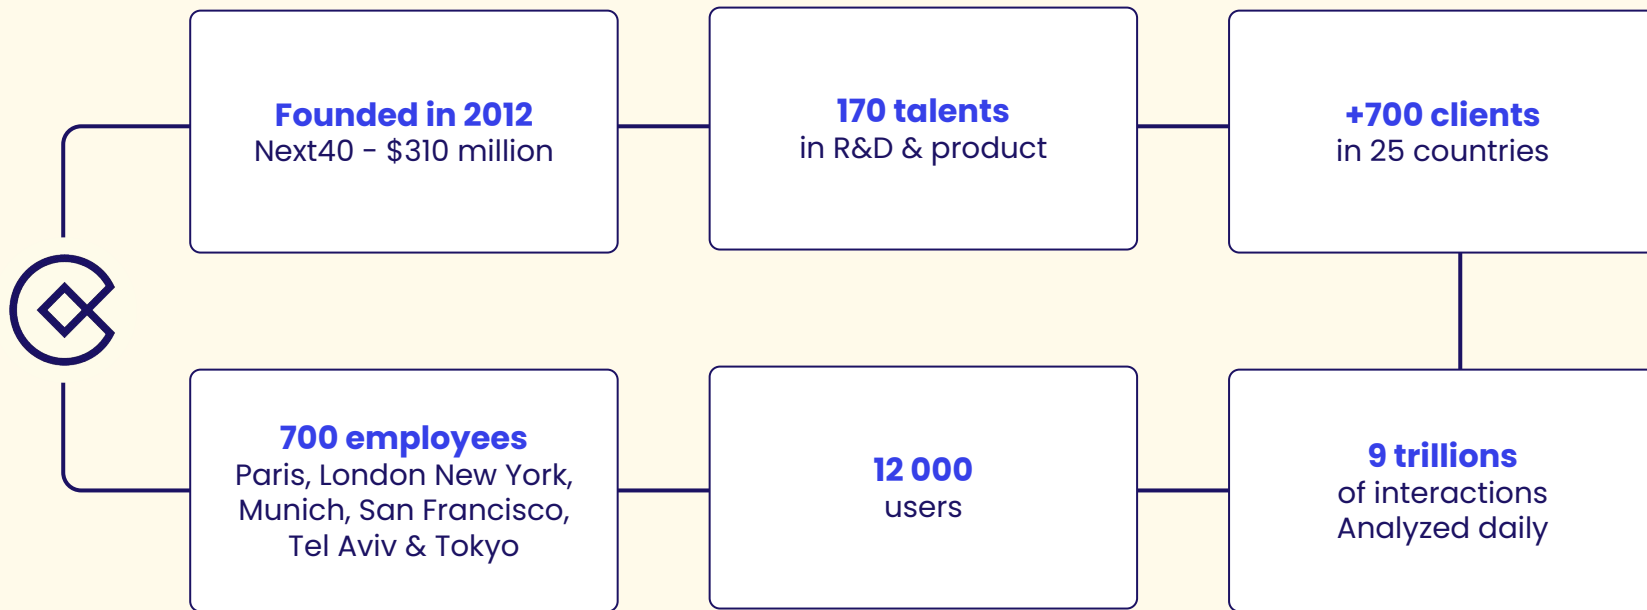 Founded in 2012
Next40 - $310 million
170 talents
in R&D & product
+700 clients
in 25 countries
700 employees
Paris, London New York,
Munich, San Francisco,
Tel Aviv & Tokyo
12 000
users
9 trillions
of interactions
Analyzed daily